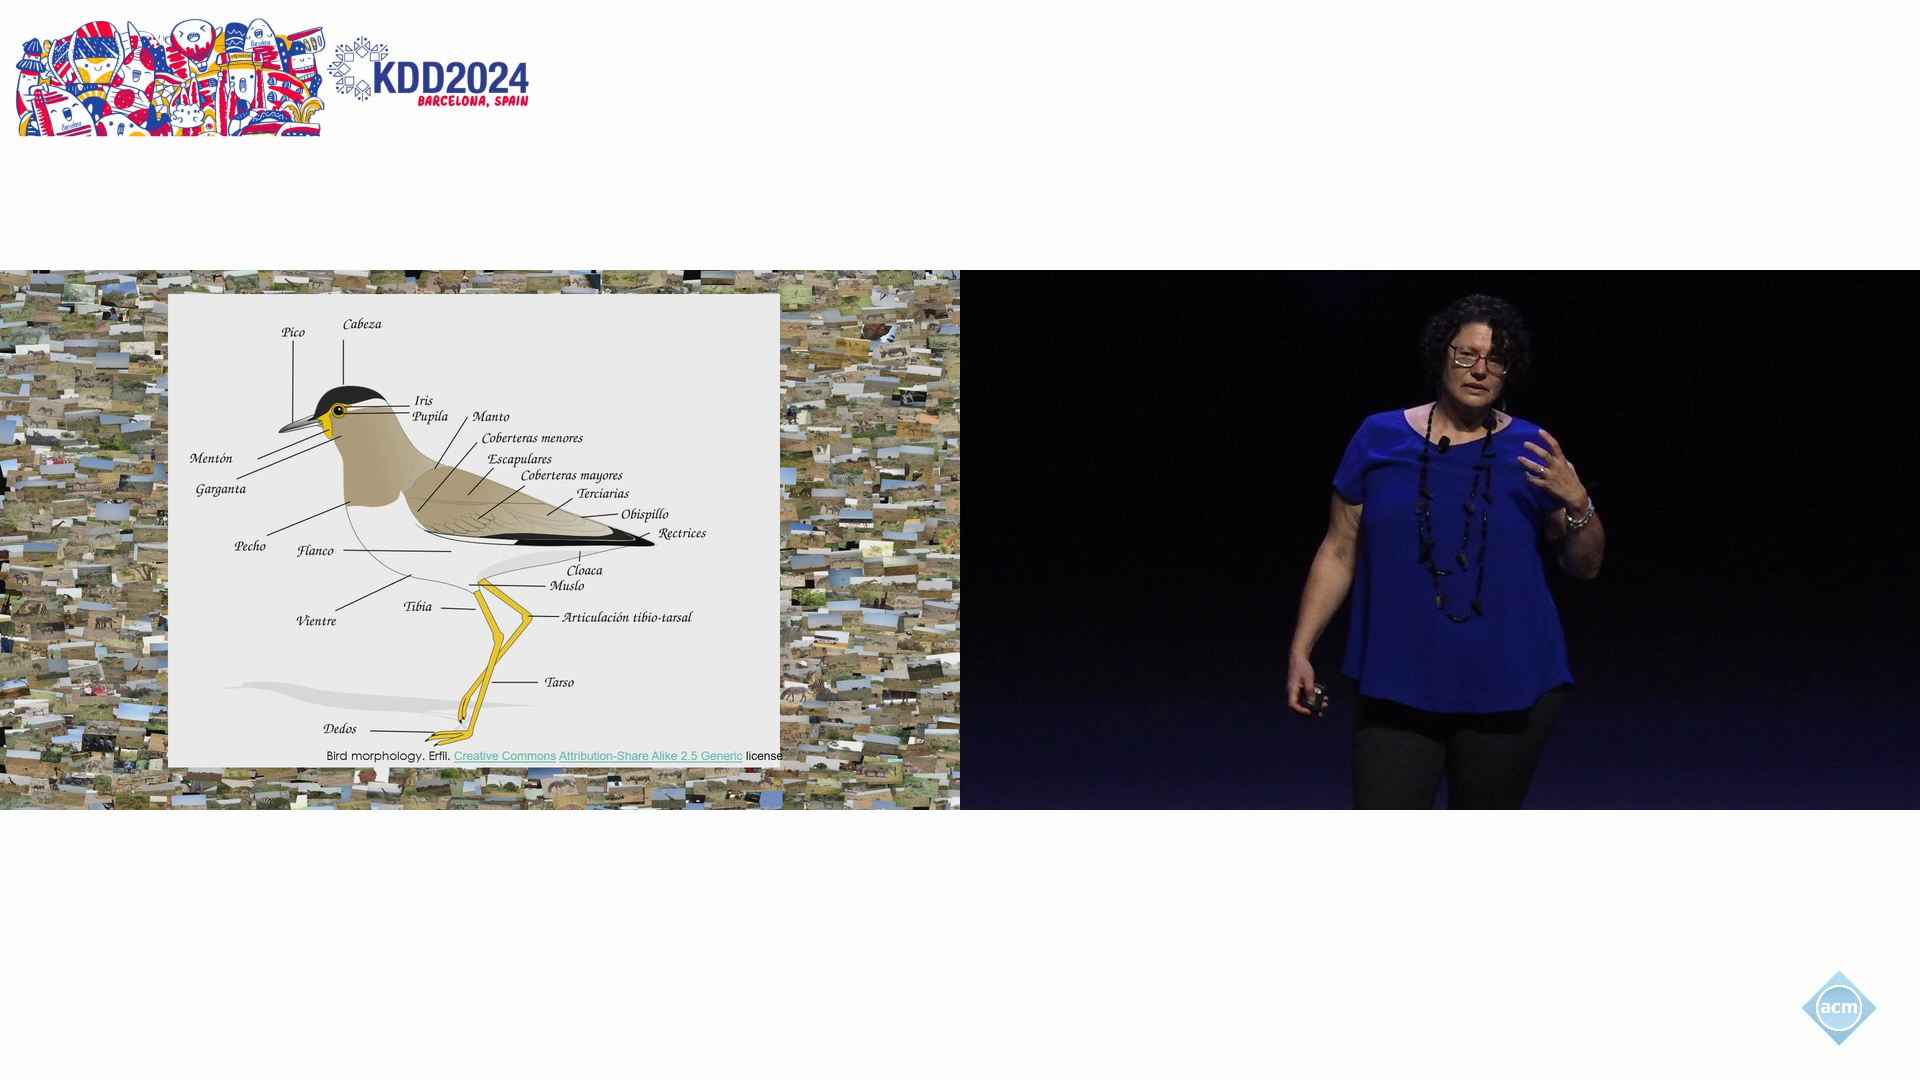 KDD2024
BARCELONA, SPAIN
Pico
Cabeza
Iris
Pupila
Manto
Coberteras menores
Escapulares
Coberteras mayores
Terciarias
Obispillo
Rectrices
Mentón
Garganta
Pecho
Flanco
Cloaca
Muslo
Tibia
Vientre
Articulación tibio-tarsal
Tarso
Dedos
Bird morphology. Erfil. Creative Commons Attribution-Share Alike 2.5 Generic license
acm